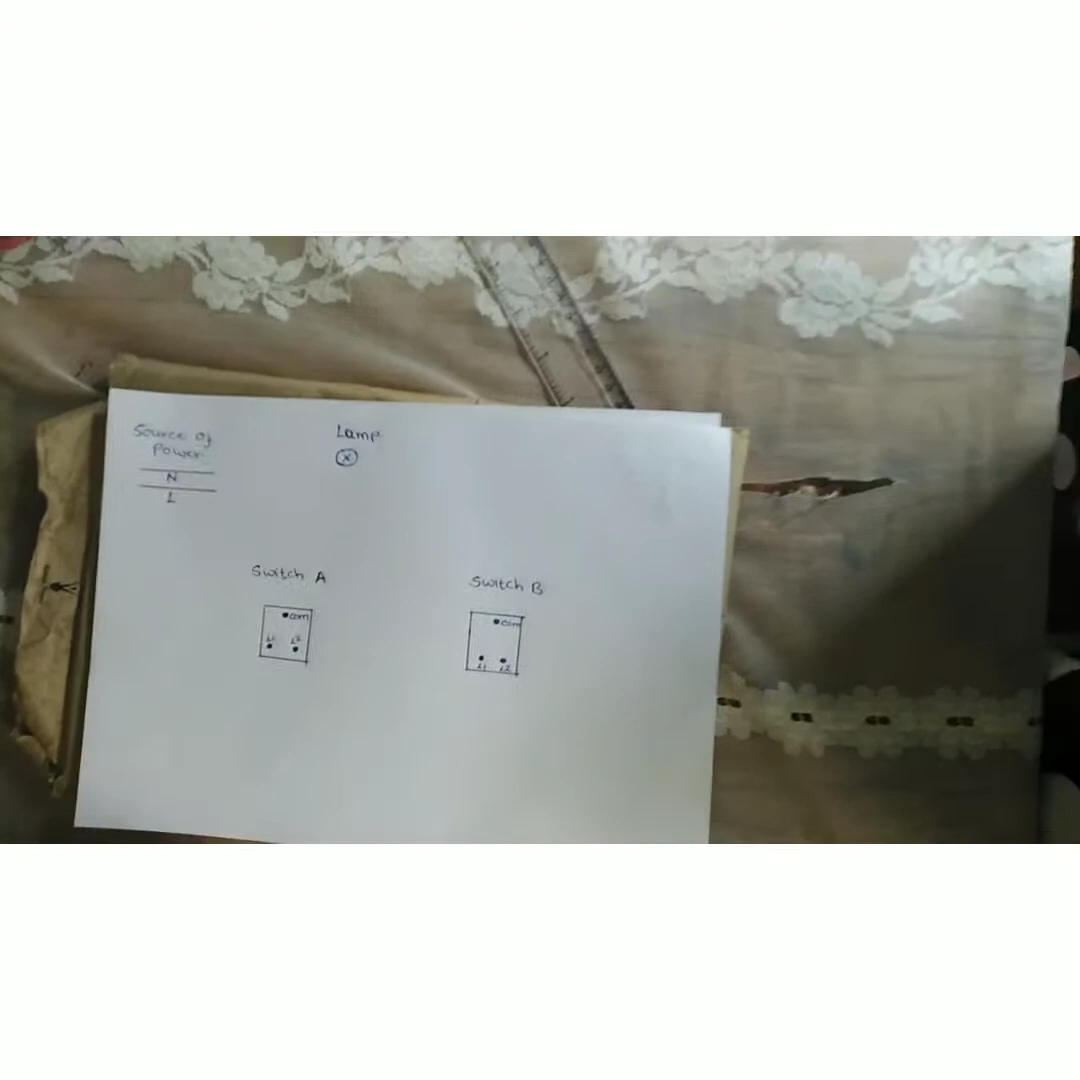 Source of
Power
N
L
Lamp
X
Switch A
com
L1 L2
Switch B
com
L1 L2